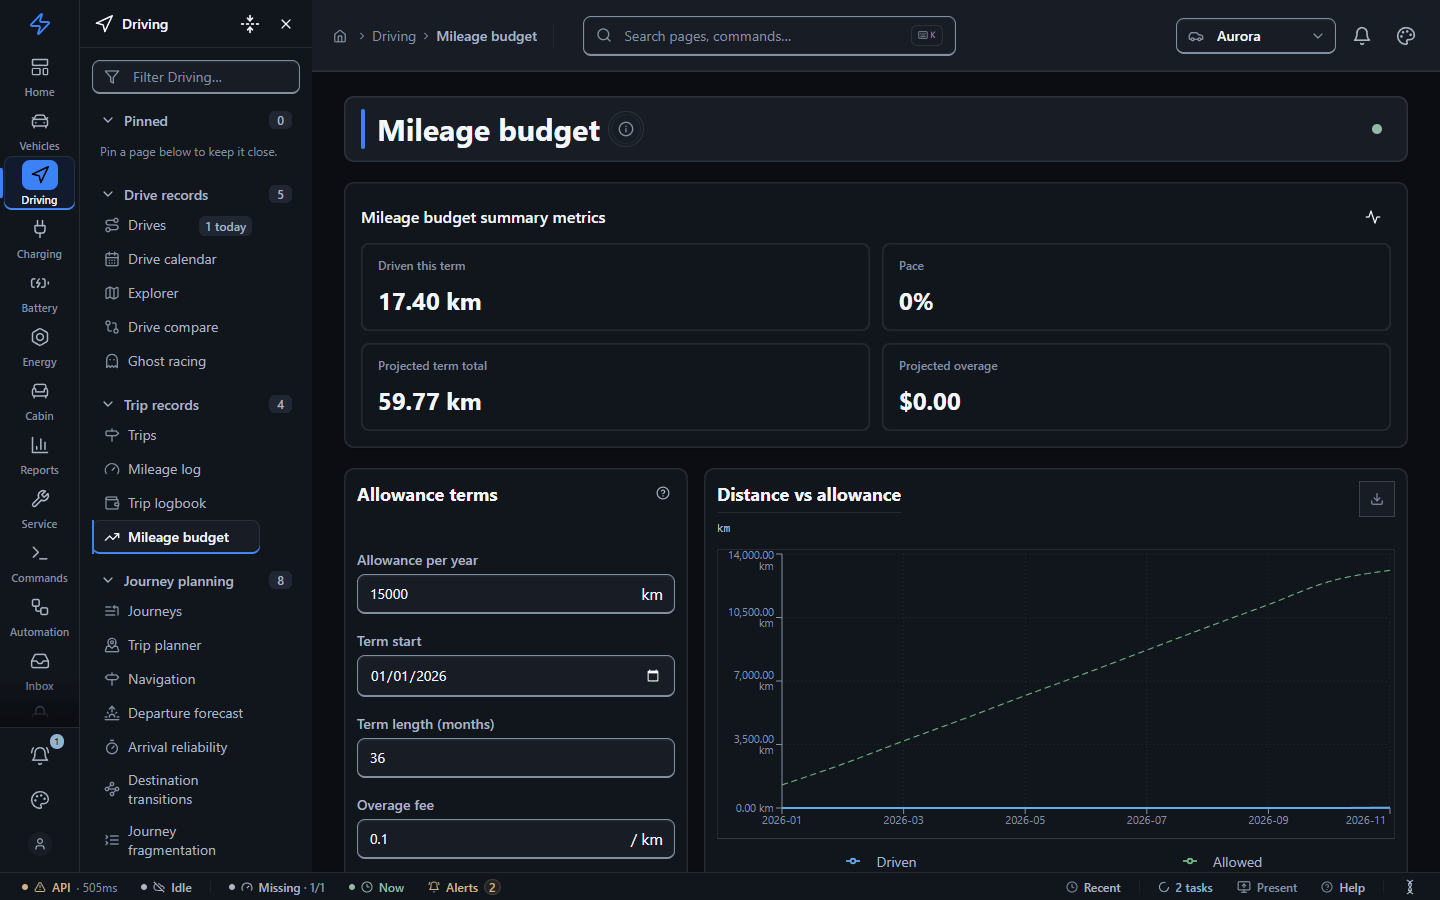 Driving
Driving
Mileage budget
Search pages, commands...
K
Aurora
Home
Vehicles
Driving
Charging
Battery
Energy
Cabin
Reports
Service
Commands
Automation
Inbox
1
Filter Driving...
Pinned
0
Pin a page below to keep it close.
Drive records
5
Drives
1 today
Drive calendar
Explorer
Drive compare
Ghost racing
Trip records
4
Trips
Mileage log
Trip logbook
Mileage budget
Journey planning
8
Journeys
Trip planner
Navigation
Departure forecast
Arrival reliability
Destination
transitions
Journey
fragmentation
Mileage budget
Mileage budget summary metrics
Driven this term
17.40 km
Pace
0%
Projected term total
59.77 km
Projected overage
$0.00
Allowance terms
Allowance per year
15000
km
Term start
01/01/2026
Term length (months)
36
Overage fee
0.1
/ km
Distance vs allowance
km
14,000.00
km
10,500.00
km
7,000.00
km
3,500.00
km
0.00 km
2026-01
2026-03
2026-05
2026-07
2026-09
2026-11
Driven
Allowed
API · 505ms
Idle
Missing · 1/1
Now
Alerts 2
Recent
2 tasks
Present
Help